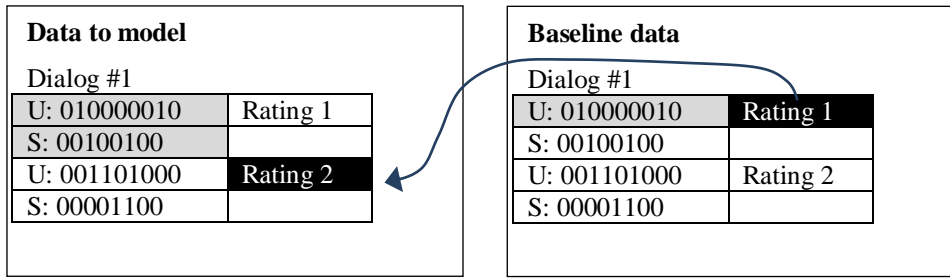 Data to model
Dialog #1
U: 010000010 Rating 1
S: 00100100
U: 001101000 Rating 2
S: 00001100
Baseline data
Dialog #1
U: 010000010 Rating 1
S: 00100100
U: 001101000 Rating 2
S: 00001100